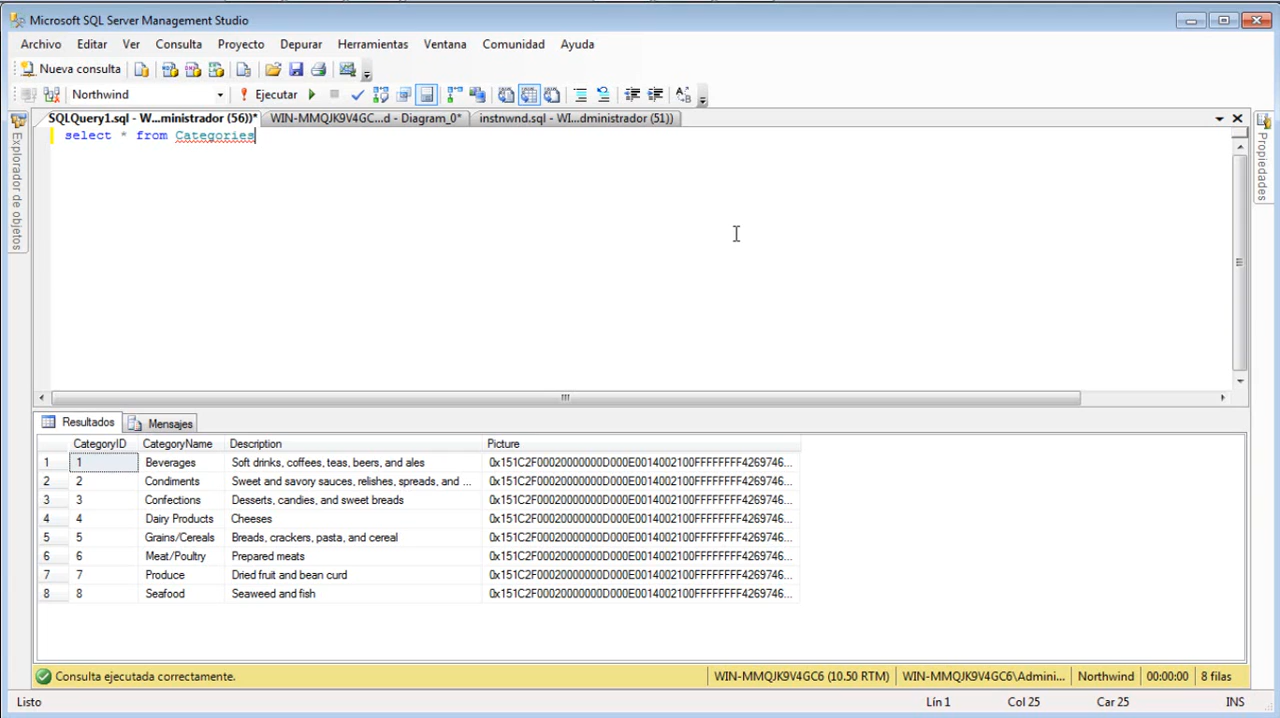 Microsoft SQL Server Management Studio
Archivo Editar Ver Consulta Proyecto Depurar Herramientas Ventana Comunidad Ayuda
Nueva consulta
Northwind Ejecutar
SQLQuery1.sql - W...ministrador (56))* WIN-MMQJK9V4GC...d - Diagram_0* instnwnd.sql - WI...dministrador (51))
Explorador de objetos
select * from Categories
Propiedades
Resultados Mensajes
CategoryID CategoryName Description Picture
1 1 Beverages Soft drinks, coffees, teas, beers, and ales 0x151C2F00020000000D000E0014002100FFFFFFFF4269746...
2 2 Condiments Sweet and savory sauces, relishes, spreads, and ... 0x151C2F00020000000D000E0014002100FFFFFFFF4269746...
3 3 Confections Desserts, candies, and sweet breads 0x151C2F00020000000D000E0014002100FFFFFFFF4269746...
4 4 Dairy Products Cheeses 0x151C2F00020000000D000E0014002100FFFFFFFF4269746...
5 5 Grains/Cereals Breads, crackers, pasta, and cereal 0x151C2F00020000000D000E0014002100FFFFFFFF4269746...
6 6 Meat/Poultry Prepared meats 0x151C2F00020000000D000E0014002100FFFFFFFF4269746...
7 7 Produce Dried fruit and bean curd 0x151C2F00020000000D000E0014002100FFFFFFFF4269746...
8 8 Seafood Seaweed and fish 0x151C2F00020000000D000E0014002100FFFFFFFF4269746...
Consulta ejecutada correctamente. WIN-MMQJK9V4GC6 (10.50 RTM) WIN-MMQJK9V4GC6\Admini... Northwind 00:00:00 8 filas
Listo Lín 1 Col 25 Car 25 INS